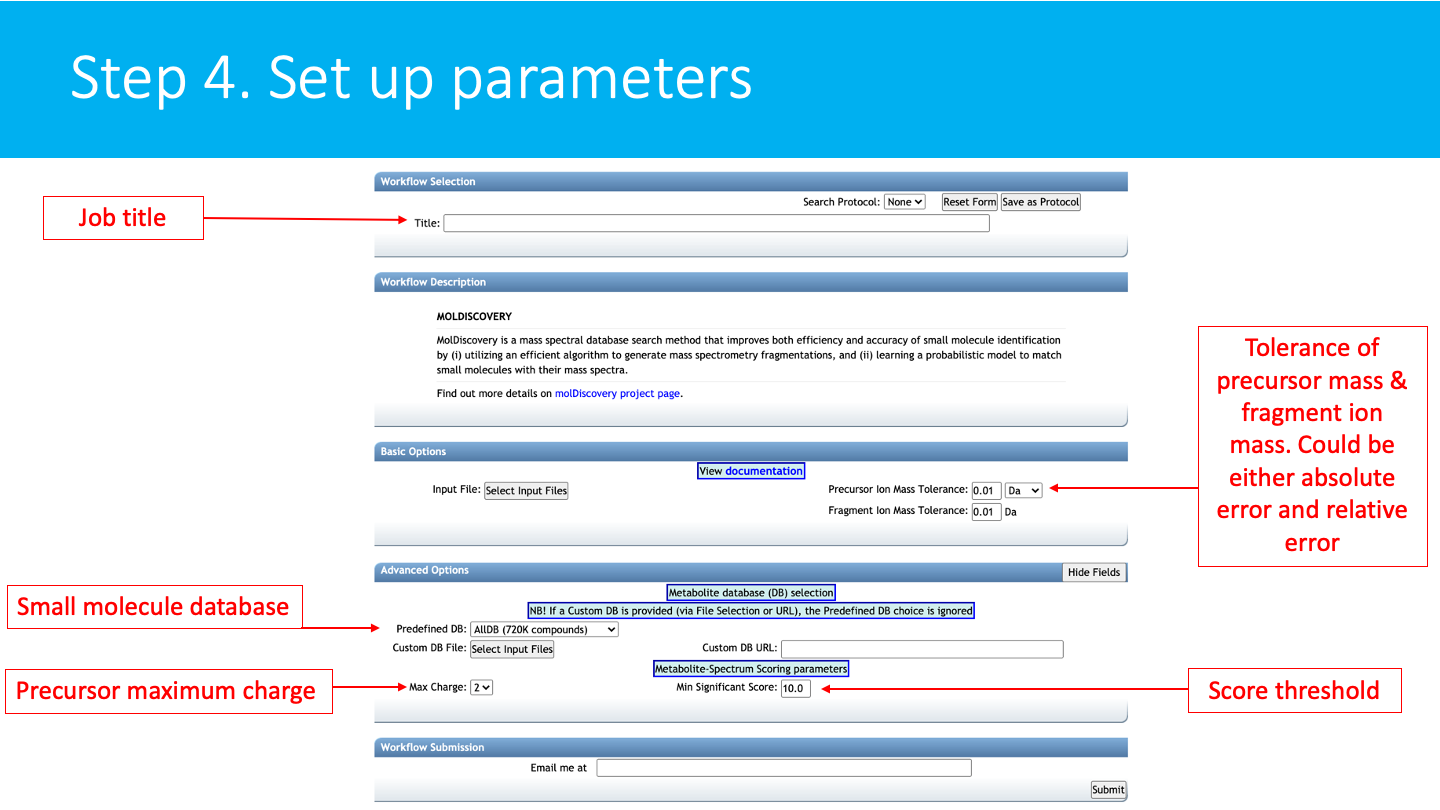 Step 4. Set up parameters
Workflow Selection
Search Protocol: None Reset Form Save as Protocol
Job title
Title:
Workflow Description
MOLDISCOVERY
MolDiscovery is a mass spectral database search method that improves both efficiency and accuracy of small molecule identification
by (i) utilizing an efficient algorithm to generate mass spectrometry fragmentations, and (ii) learning a probabilistic model to match
small molecules with their mass spectra.
Find out more details on molDiscovery project page.
Tolerance of
precursor mass &
fragment ion
mass. Could be
either absolute
error and relative
error
Basic Options
View documentation
Input File: Select Input Files
Precursor Ion Mass Tolerance: 0.01 Da
Fragment Ion Mass Tolerance: 0.01 Da
Advanced Options
Hide Fields
Metabolite database (DB) selection
NB! If a Custom DB is provided (via File Selection or URL), the Predefined DB choice is ignored
Small molecule database
Predefined DB: AllDB (720K compounds)
Custom DB File: Select Input Files
Custom DB URL:
Metabolite-Spectrum Scoring parameters
Precursor maximum charge
Max Charge: 2
Min Significant Score: 10.0
Score threshold
Workflow Submission
Email me at
Submit